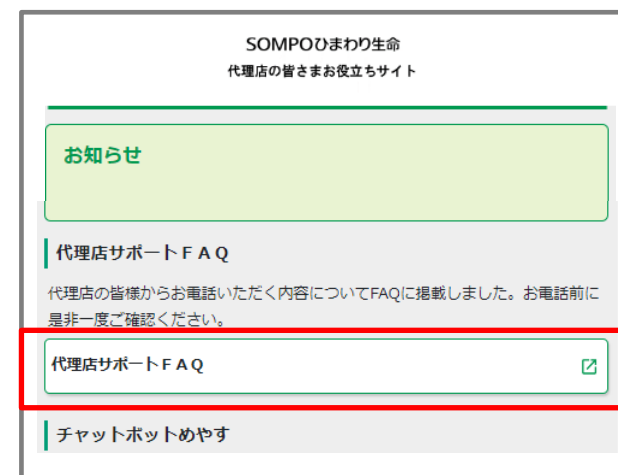 SOMPOひまわり生命
代理店の皆さまお役立ちサイト
お知らせ
代理店サポートＦＡＱ
代理店の皆様からお電話いただく内容についてFAQに掲載しました。お電話前に
是非一度ご確認ください。
代理店サポートＦＡＱ
チャットボットめやす